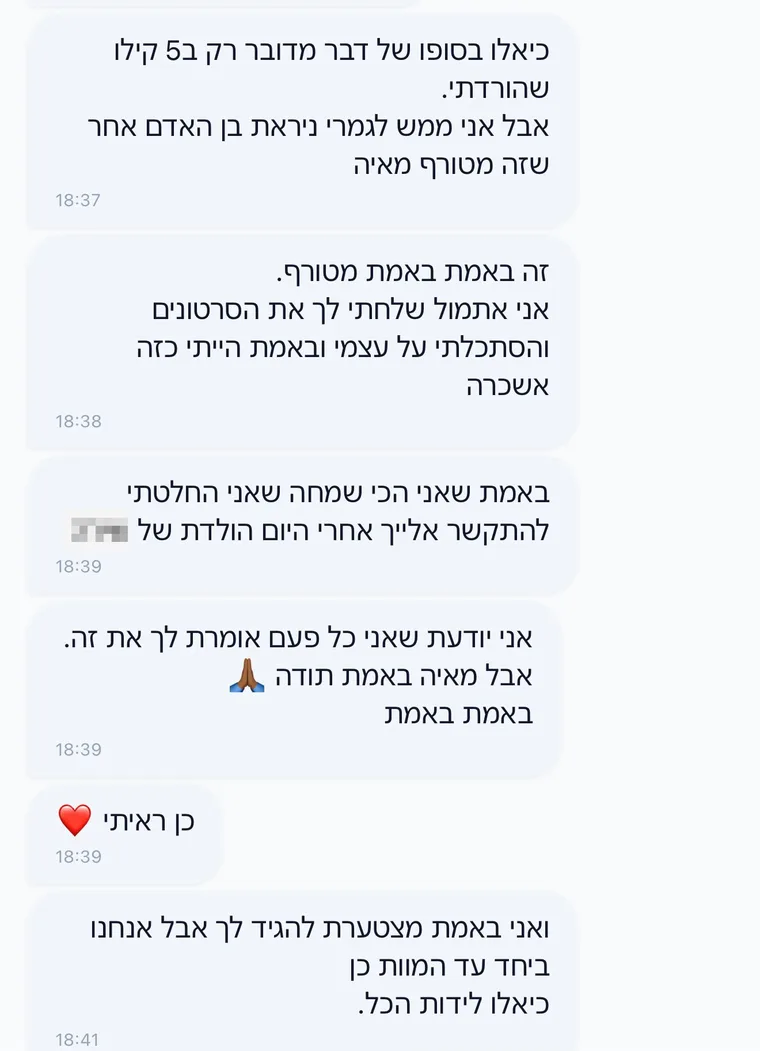 כיאלו בסופו של דבר מדובר רק ב5 קילו
שהורדתי.
אבל אני ממש לגמרי ניראת בן האדם אחר
שזה מטורף מאיה
18:37
זה באמת באמת מטורף.
אני אתמול שלחתי לך את הסרטונים
והסתכלתי על עצמי ובאמת הייתי כזה
אשכרה
18:38
באמת שאני הכי שמחה שאני החלטתי
להתקשר אלייך אחרי היום הולדת של
18:39
אני יודעת שאני כל פעם אומרת לך את זה.
אבל מאיה באמת תודה 🙏🏾
באמת באמת
18:39
כן ראיתי ❤️
18:39
ואני באמת מצטערת להגיד לך אבל אנחנו
ביחד עד המוות כן
כיאלו לידות הכל.
18:41